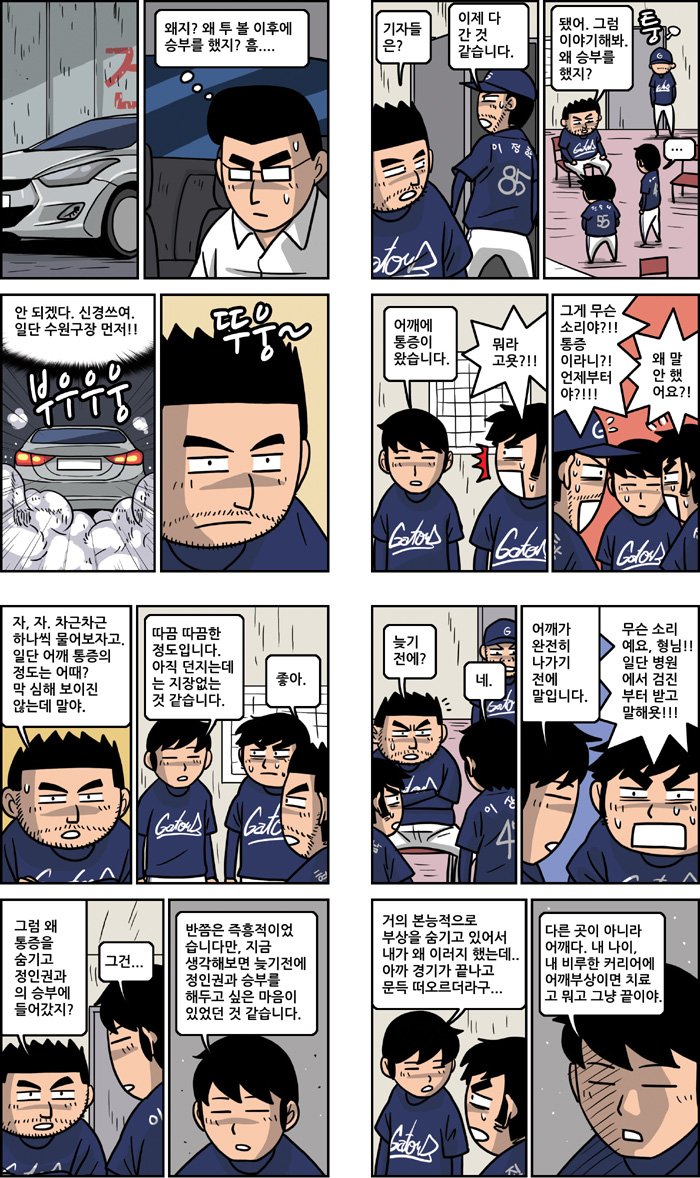 왜지? 왜 투 볼 이후에
승부를 했지? 흠....
안 되겠다. 신경쓰여.
일단 수원구장 먼저!!
부우우웅
뚜웅~
기자들
은?
이제 다
간 것
같습니다.
85
됐어. 그럼
이야기해봐.
왜 승부를
했지?
퉁
...
55
어깨에
통증이
왔습니다.
뭐라
고욧?!!
Gators
그게 무슨
소리야?!!
통증
이라니?!
언제부터
야?!!!
왜 말
안 했
어요?!
G
Gators
자, 자. 차근차근
하나씩 물어보자고.
일단 어깨 통증의
정도는 어때?
막 심해 보이진
않는데 말야.
Gators
따끔 따끔한
정도입니다.
아직 던지는데
는 지장없는
것 같습니다.
좋아.
Gators
그럼 왜
통증을
숨기고
정인권과
의 승부에
들어갔지?
그건...
반쯤은 즉흥적이었
습니다만, 지금
생각해보면 늦기전에
정인권과 승부를
해두고 싶은 마음이
있었던 것 같습니다.
늦기
전에?
네.
G
어깨가
완전히
나가기
전에
말입니다.
무슨 소리
예요, 형님!!
일단 병원
에서 검진
부터 받고
말해욧!!!
거의 본능적으로
부상을 숨기고 있어서
내가 왜 이러지 했는데..
아까 경기가 끝나고
문득 떠오르더라구...
Gators
다른 곳이 아니라
어깨다. 내 나이,
내 비루한 커리어에
어깨부상이면 치료
고 뭐고 그냥 끝이야.